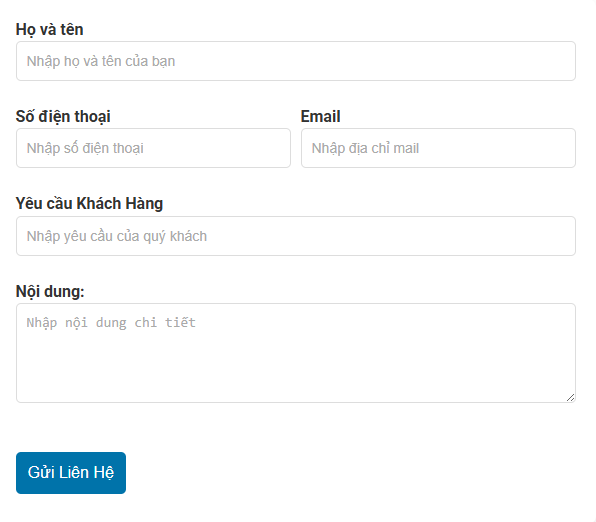 Họ và tên
Nhập họ và tên của bạn
Số điện thoại
Email
Nhập số điện thoại
Nhập địa chỉ mail
Yêu cầu Khách Hàng
Nhập yêu cầu của quý khách
Nội dung:
Nhập nội dung chi tiết
Gửi Liên Hệ